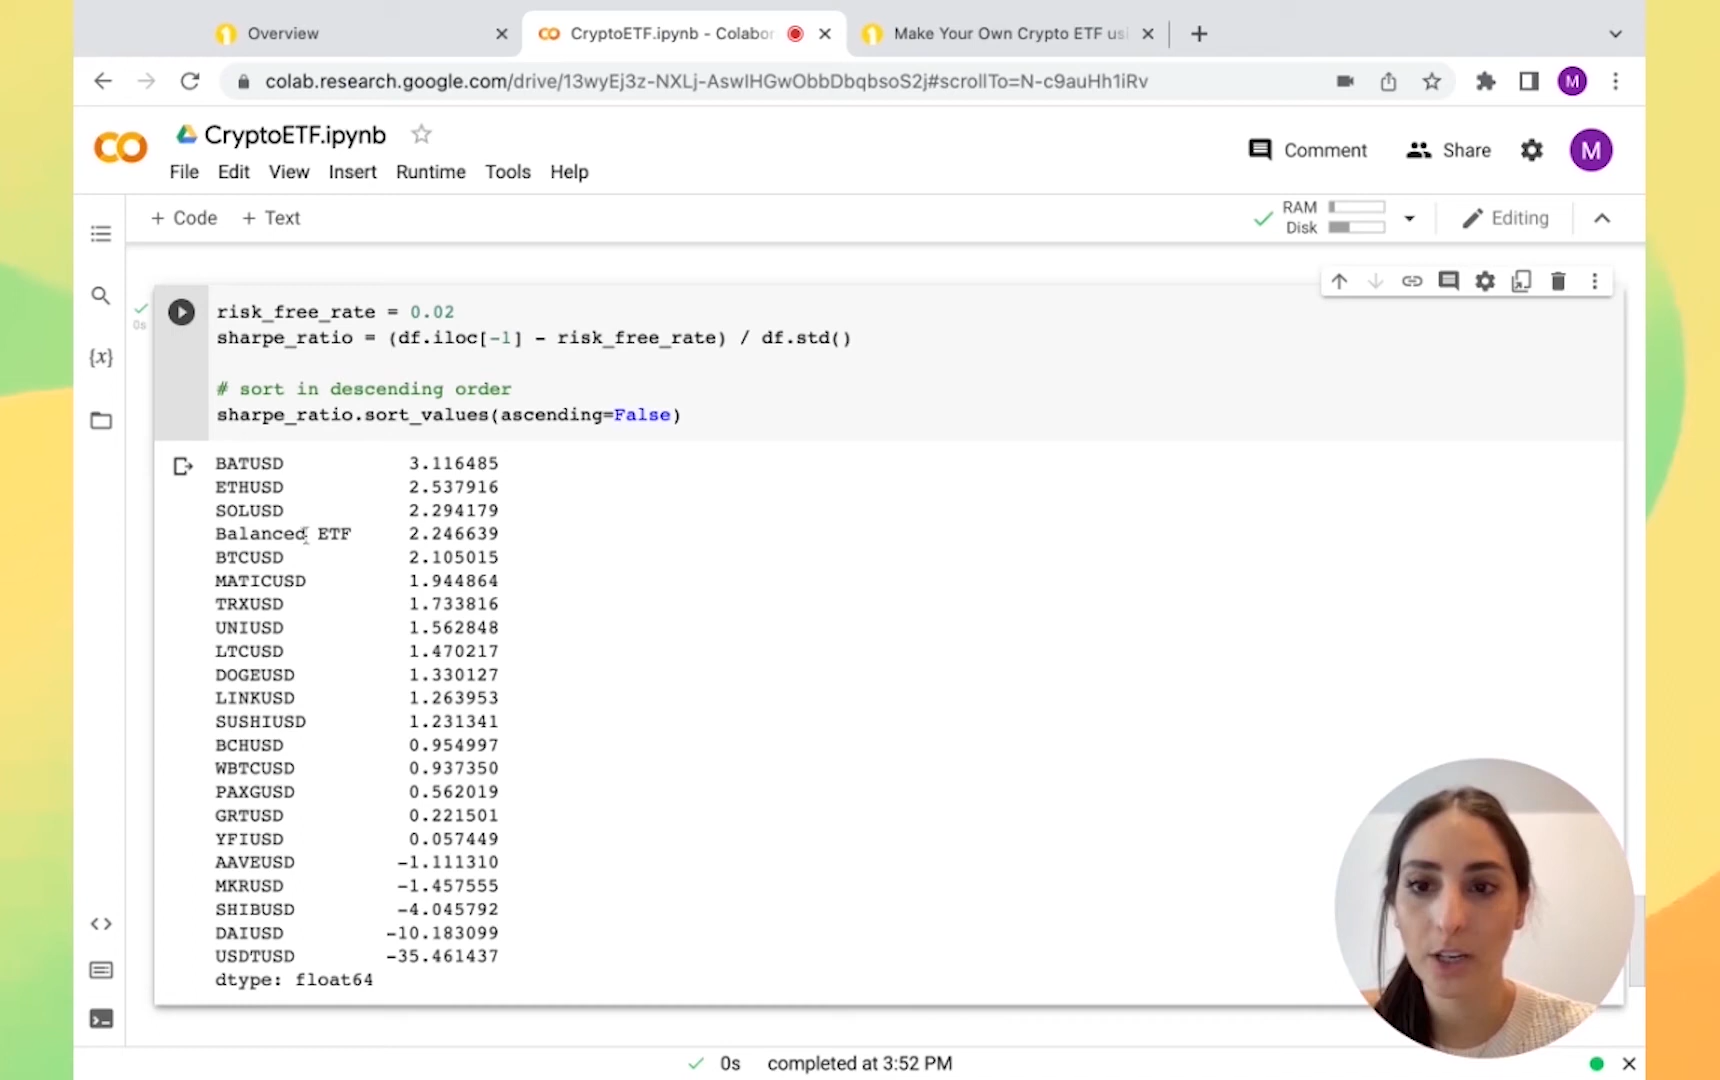 Overview
CryptoETF.ipynb - Colabor
Make Your Own Crypto ETF usi
colab.research.google.com/drive/13wyEj3z-NXLj-AswIHGwObbDbqbsoS2j#scrollTo=N-c9auHh1iRv
M
CO
CryptoETF.ipynb
Comment
Share
M
File Edit View Insert Runtime Tools Help
+ Code + Text
RAM
Disk
Editing
{x}
0s
risk_free_rate = 0.02
sharpe_ratio = (df.iloc[-1] - risk_free_rate) / df.std()
# sort in descending order
sharpe_ratio.sort_values(ascending=False)
BATUSD 3.116485
ETHUSD 2.537916
SOLUSD 2.294179
Balanced ETF 2.246639
BTCUSD 2.105015
MATICUSD 1.944864
TRXUSD 1.733816
UNIUSD 1.562848
LTCUSD 1.470217
DOGEUSD 1.330127
LINKUSD 1.263953
SUSHIUSD 1.231341
BCHUSD 0.954997
WBTCUSD 0.937350
PAXGUSD 0.562019
GRTUSD 0.221501
YFIUSD 0.057449
AAVEUSD -1.111310
MKRUSD -1.457555
SHIBUSD -4.045792
DAIUSD -10.183099
USDTUSD -35.461437
dtype: float64
0s completed at 3:52 PM